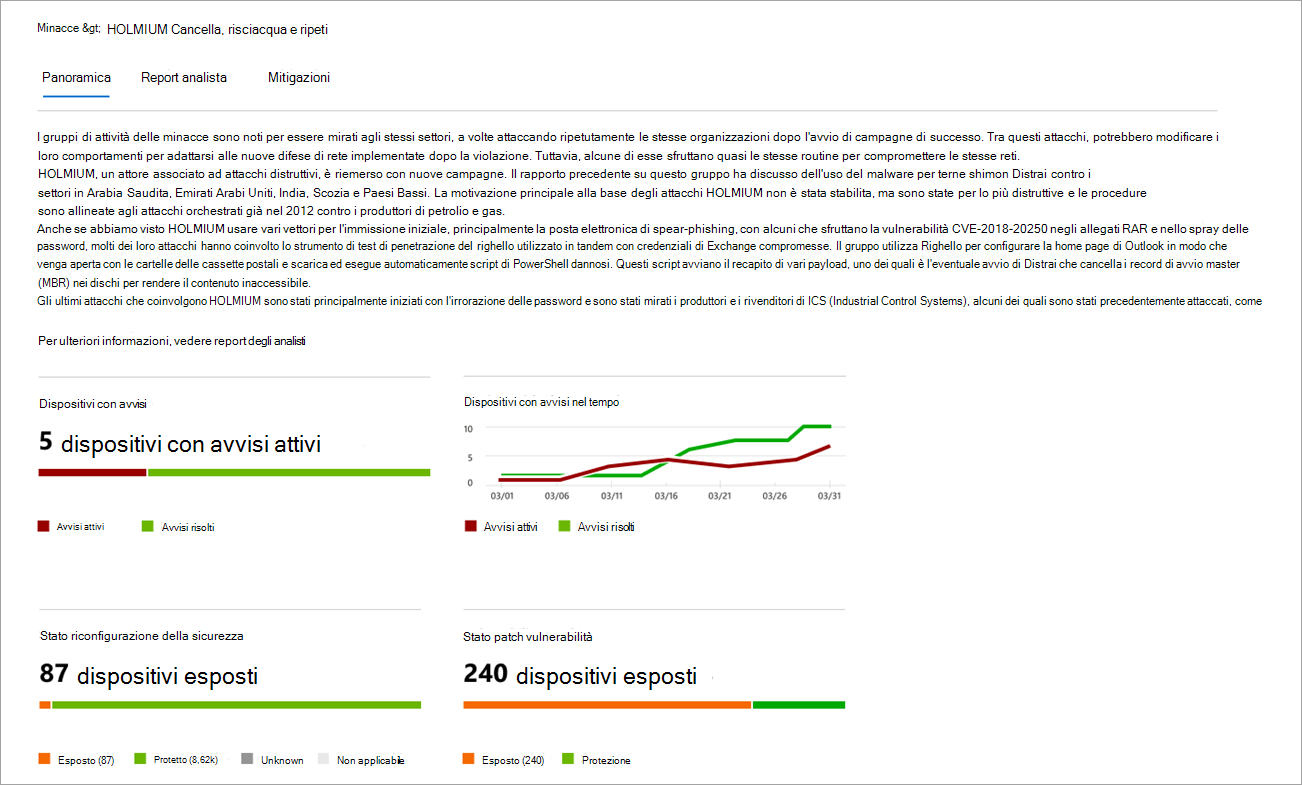 Minacce &gt; HOLMIUM Cancella, risciacqua e ripeti
Panoramica Report analista Mitigazioni
I gruppi di attività delle minacce sono noti per essere mirati agli stessi settori, a volte attaccando ripetutamente le stesse organizzazioni dopo l'avvio di campagne di successo. Tra questi attacchi, potrebbero modificare i
loro comportamenti per adattarsi alle nuove difese di rete implementate dopo la violazione. Tuttavia, alcune di esse sfruttano quasi le stesse routine per compromettere le stesse reti.
HOLMIUM, un attore associato ad attacchi distruttivi, è riemerso con nuove campagne. Il rapporto precedente su questo gruppo ha discusso dell'uso del malware per terne shimon Distrai contro i
settori in Arabia Saudita, Emirati Arabi Uniti, India, Scozia e Paesi Bassi. La motivazione principale alla base degli attacchi HOLMIUM non è stata stabilita, ma sono state per lo più distruttive e le procedure
sono allineate agli attacchi orchestrati già nel 2012 contro i produttori di petrolio e gas.
Anche se abbiamo visto HOLMIUM usare vari vettori per l'immissione iniziale, principalmente la posta elettronica di spear-phishing, con alcuni che sfruttano la vulnerabilità CVE-2018-20250 negli allegati RAR e nello spray delle
password, molti dei loro attacchi hanno coinvolto lo strumento di test di penetrazione del righello utilizzato in tandem con credenziali di Exchange compromesse. Il gruppo utilizza Righello per configurare la home page di Outlook in modo che
venga aperta con le cartelle delle cassette postali e scarica ed esegue automaticamente script di PowerShell dannosi. Questi script avviano il recapito di vari payload, uno dei quali è l'eventuale avvio di Distrai che cancella i record di avvio master
(MBR) nei dischi per rendere il contenuto inaccessibile.
Gli ultimi attacchi che coinvolgono HOLMIUM sono stati principalmente iniziati con l'irrorazione delle password e sono stati mirati i produttori e i rivenditori di ICS (Industrial Control Systems), alcuni dei quali sono stati precedentemente attaccati, come
Per ulteriori informazioni, vedere report degli analisti
Dispositivi con avvisi
5 dispositivi con avvisi attivi
Avvisi attivi Avvisi risolti
Dispositivi con avvisi nel tempo
10
5
0
03/01 03/06 03/11 03/16 03/21 03/26 03/31
Avvisi attivi Avvisi risolti
Stato riconfigurazione della sicurezza
87 dispositivi esposti
Esposto (87) Protetto (8,62k) Unknown Non applicabile
Stato patch vulnerabilità
240 dispositivi esposti
Esposto (240) Protezione